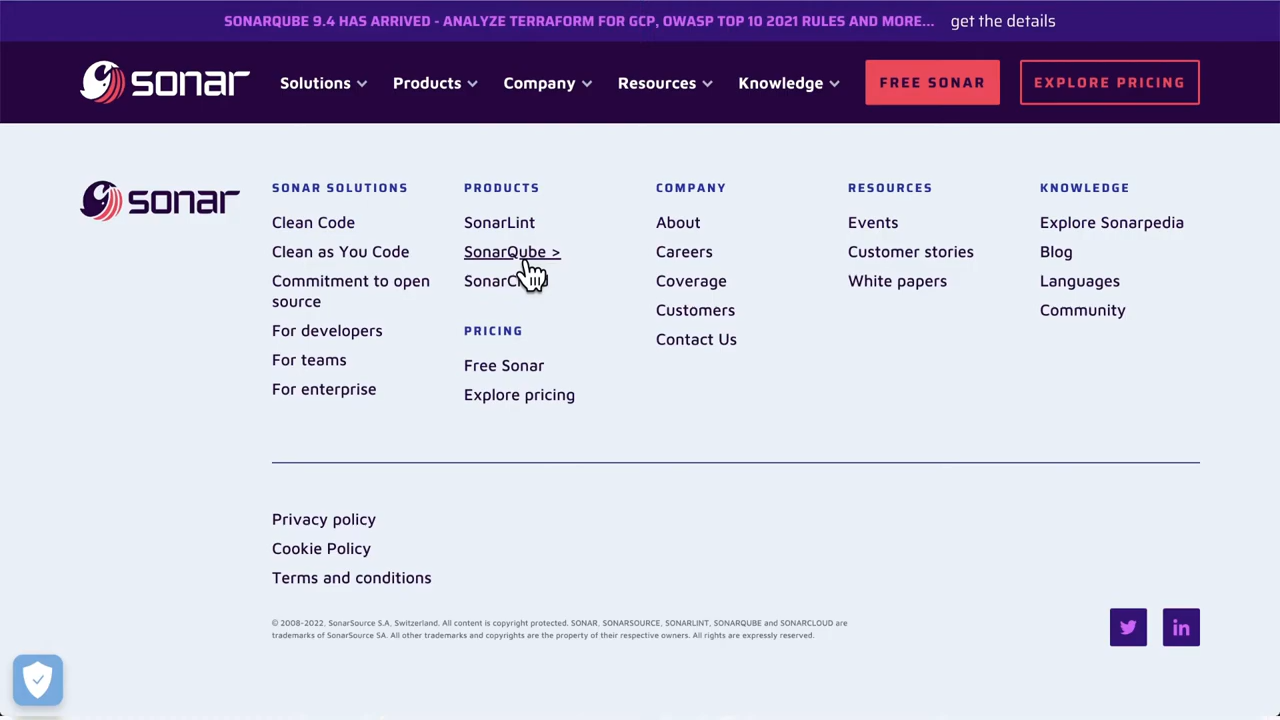 SONARQUBE 9.4 HAS ARRIVED - ANALYZE TERRAFORM FOR GCP, OWASP TOP 10 2021 RULES AND MORE... get the details
sonar Solutions Products Company Resources Knowledge FREE SONAR EXPLORE PRICING
sonar
SONAR SOLUTIONS
Clean Code
Clean as You Code
Commitment to open
source
For developers
For teams
For enterprise
PRODUCTS
SonarLint
SonarQube >
PRICING
Free Sonar
Explore pricing
COMPANY
About
Careers
Coverage
Customers
Contact Us
RESOURCES
Events
Customer stories
White papers
KNOWLEDGE
Explore Sonarpedia
Blog
Languages
Community
Privacy policy
Cookie Policy
Terms and conditions
© 2008-2022, SonarSource S.A, Switzerland. All content is copyright protected. SONAR, SONARSOURCE, SONARLINT, SONARQUBE and SONARCLOUD are
trademarks of SonarSource SA. All other trademarks and copyrights are the property of their respective owners. All rights are expressly reserved.
in